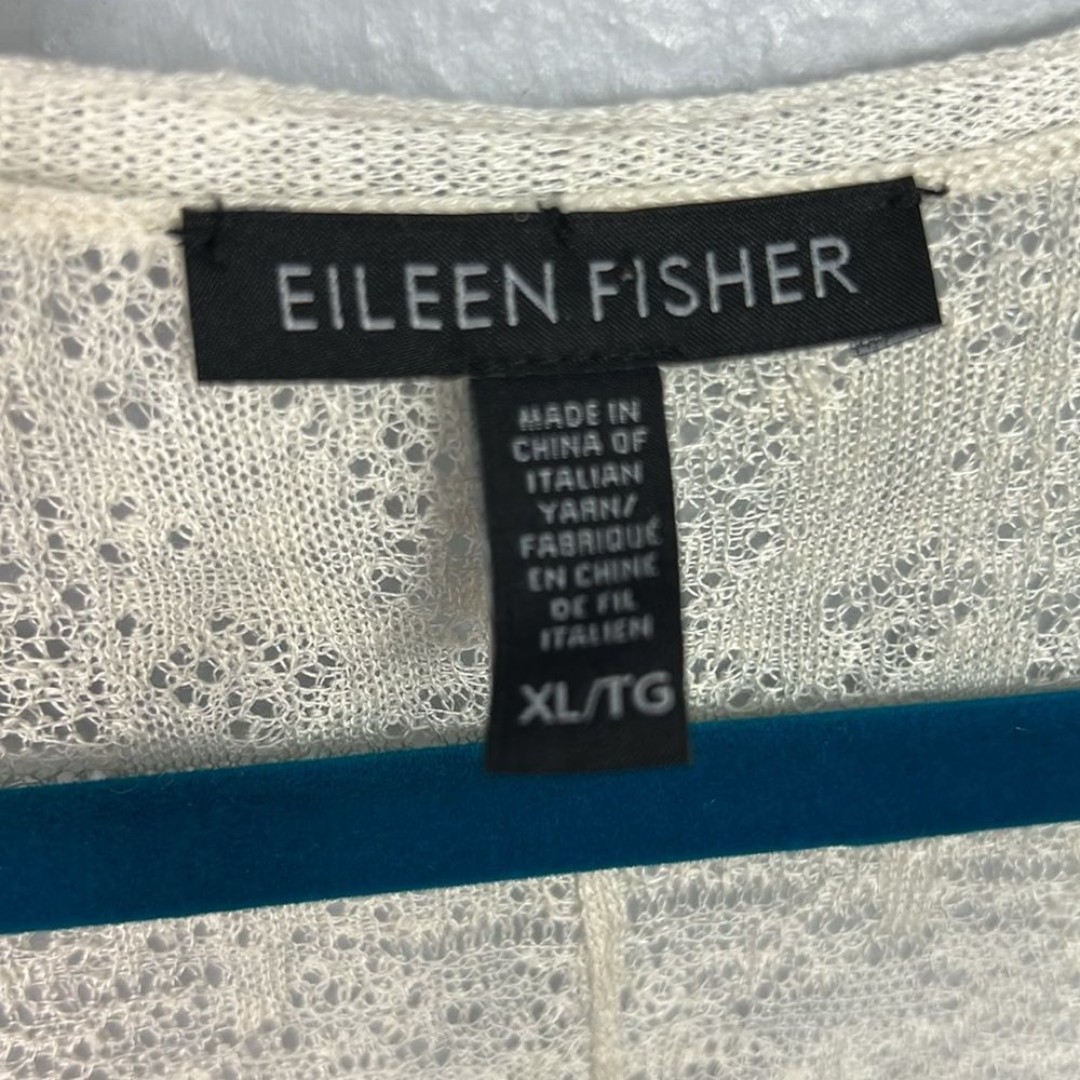 EILEEN FISHER
MADE IN
CHINA OF
ITALIAN
YARN/
FABRIQUÉ
EN CHINE
DE FIL
ITALIEN
XL/TG